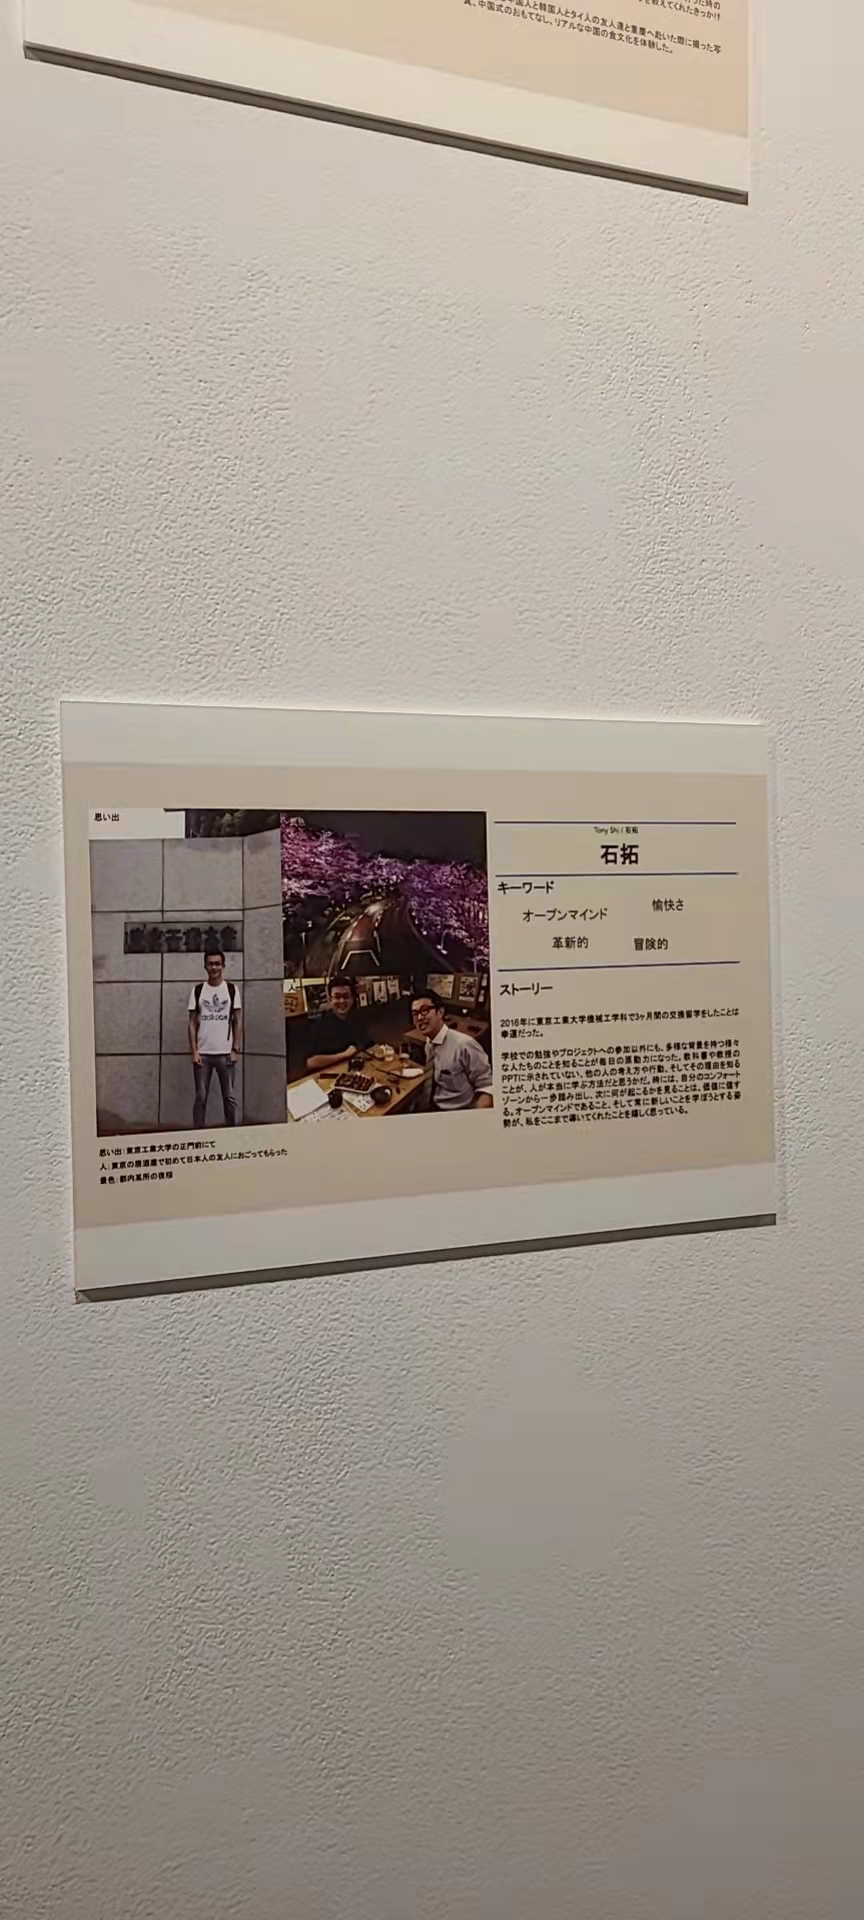 を教えてくれたきっかけ
中国人と韓国人とタイ人の友人達と重慶へ赴いた際に撮った写
真、中国式のおもてなし、リアルな中国の食文化を体験した。
思い出
東京工業大学
adidas
思い出：東京工業大学の正門前にて
人：東京の居酒屋で初めて日本人の友人におごってもらった
景色：都内某所の夜桜
Tony Shi / 石拓
石拓
キーワード
オープンマインド 愉快さ
革新的 冒険的
ストーリー
2016年に東京工業大学機械工学科で3ヶ月間の交換留学をしたことは
幸運だった。
学校での勉強やプロジェクトへの参加以外にも、多様な背景を持つ様々
な人たちのことを知ることが毎日の原動力になった。教科書や教授の
PPTに示されていない、他の人の考え方や行動、そしてその理由を知る
ことが、人が本当に学ぶ方法だと思うかだ。時には、自分のコンフォート
ゾーンから一歩踏み出し、次に何が起こるかを見ることは、価値に値す
る。オープンマインドであること、そして常に新しいことを学ぼうとする姿
勢が、私をここまで導いてくれたことを嬉しく思っている。